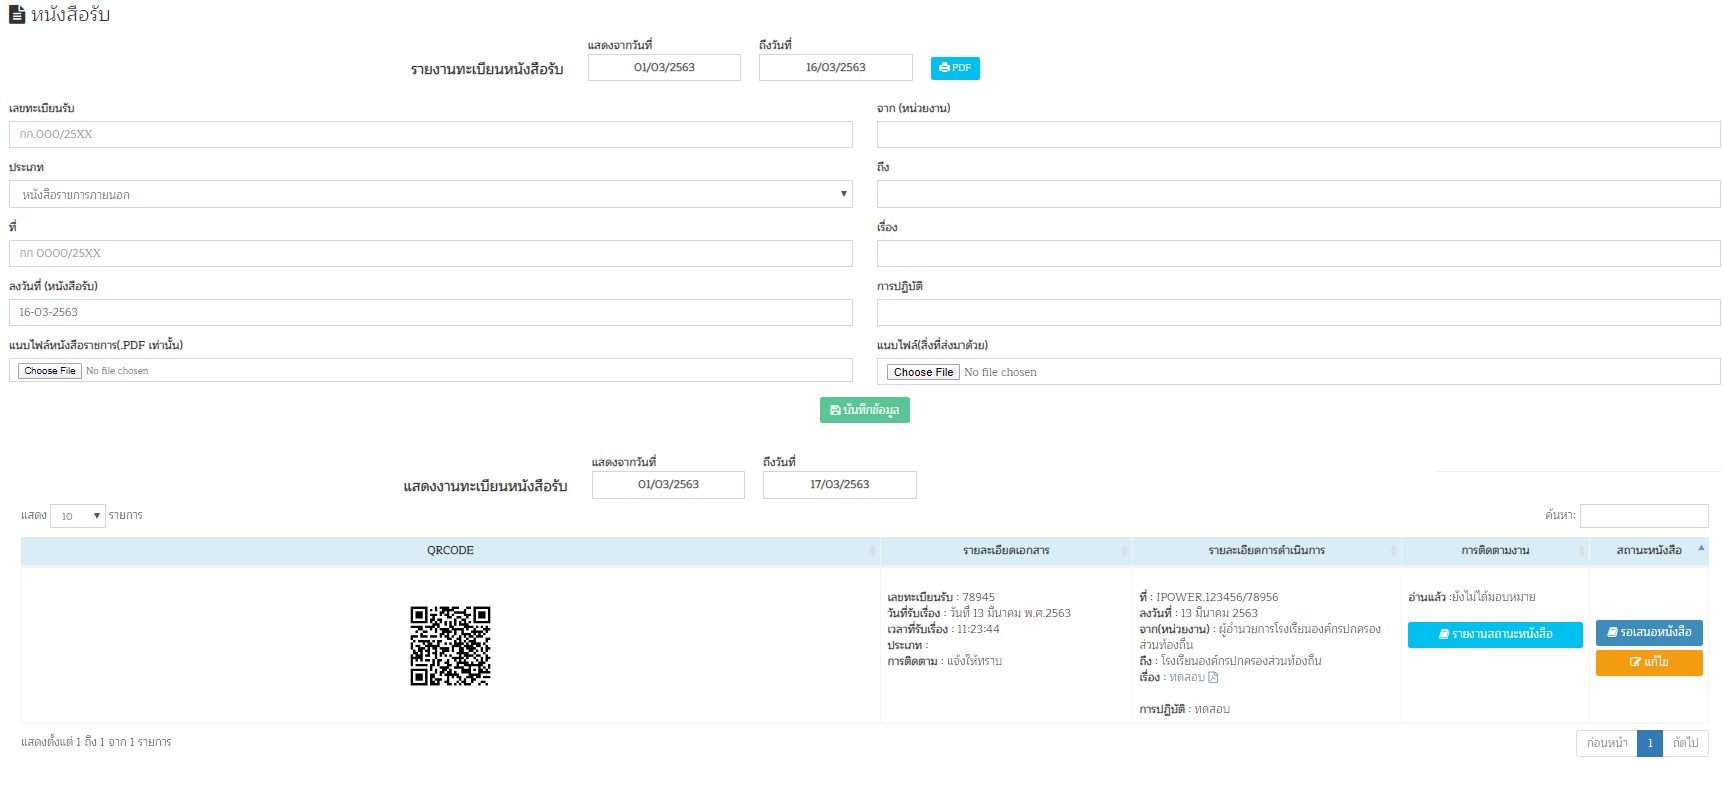 หนังสือรับ
แสดงจากวันที่ ถึงวันที่
รายงานทะเบียนหนังสือรับ 01/03/2563 16/03/2563 PDF
เลขทะเบียนรับ จาก (หน่วยงาน)
กก.000/25XX
ประเภท ถึง
หนังสือราชการภายนอก
ที่ เรื่อง
กก 0000/25XX
ลงวันที่ (หนังสือรับ) การปฏิบัติ
16-03-2563
แนบไฟล์หนังสือราชการ(.PDF เท่านั้น) แนบไฟล์(สิ่งที่ส่งมาด้วย)
Choose File No file chosen Choose File No file chosen
บันทึกข้อมูล
แสดงจากวันที่ ถึงวันที่
แสดงงานทะเบียนหนังสือรับ 01/03/2563 17/03/2563
แสดง 10 รายการ ค้นหา:
QRCODE รายละเอียดเอกสาร รายละเอียดการดำเนินการ การติดตามงาน สถานะหนังสือ
เลขทะเบียนรับ : 78945
วันที่รับเรื่อง : วันที่ 13 มีนาคม พ.ศ.2563
เวลาที่รับเรื่อง : 11:23:44
ประเภท :
การติดตาม : แจ้งให้ทราบ
ที่ : IPOWER.123456/78956
ลงวันที่ : 13 มีนาคม 2563
จาก(หน่วยงาน) : ผู้อำนวยการโรงเรียนองค์กรปกครอง
ส่วนท้องถิ่น
ถึง : โรงเรียนองค์กรปกครองส่วนท้องถิ่น
เรื่อง : ทดสอบ
การปฏิบัติ : ทดสอบ
อ่านแล้ว :ยังไม่ได้มอบหมาย
รายงานสถานะหนังสือ
รอเสนอหนังสือ
แก้ไข
แสดงตั้งแต่ 1 ถึง 1 จาก 1 รายการ ก่อนหน้า 1 ถัดไป